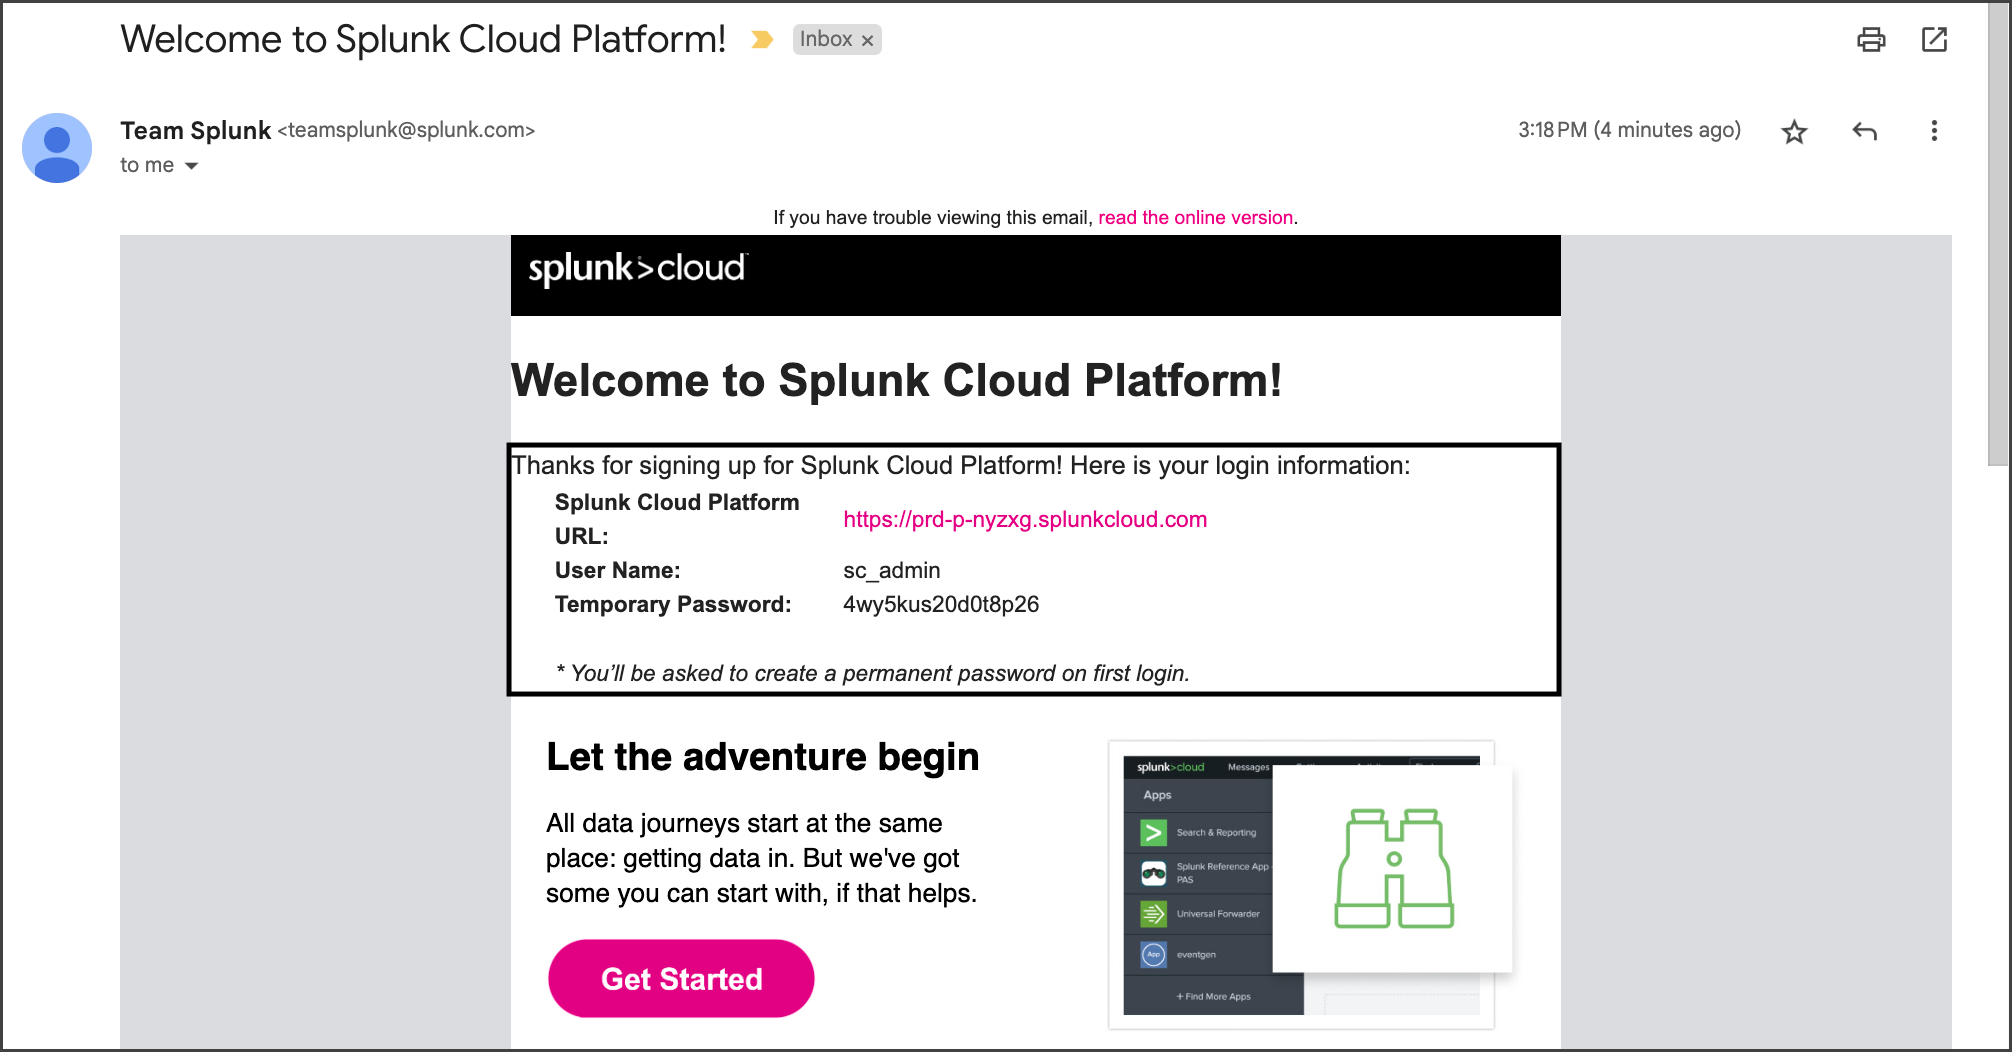 Welcome to Splunk Cloud Platform!
Inbox ×
Team Splunk <teamsplunk@splunk.com>
3:18 PM (4 minutes ago)
to me
If you have trouble viewing this email, read the online version.
splunk>cloud
Welcome to Splunk Cloud Platform!
Thanks for signing up for Splunk Cloud Platform! Here is your login information:
Splunk Cloud Platform
URL:
https://prd-p-nyzxg.splunkcloud.com
User Name: sc_admin
Temporary Password: 4wy5kus20d0t8p26
* You’ll be asked to create a permanent password on first login.
Let the adventure begin
All data journeys start at the same
place: getting data in. But we've got
some you can start with, if that helps.
Get Started
splunk>cloud Messages
Apps
Search & Reporting
Splunk Reference App
PAS
Universal Forwarder
App eventgen
+ Find More Apps